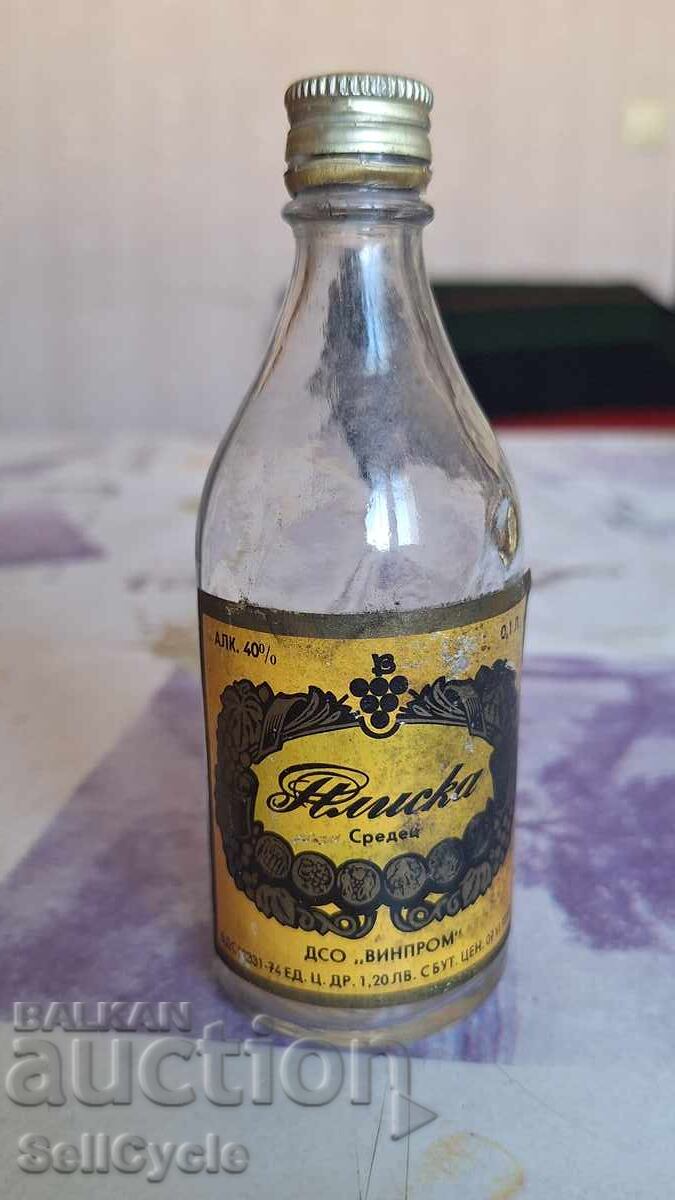 АЛК. 40% 0,1 Л.
Плиска
Средец
ДСО „ВИНПРОМ"
331-74 ЕД. Ц. ДР. 1,20 ЛВ. С БУТ. ЦЕН.
BALKAN
auction
SellCycle